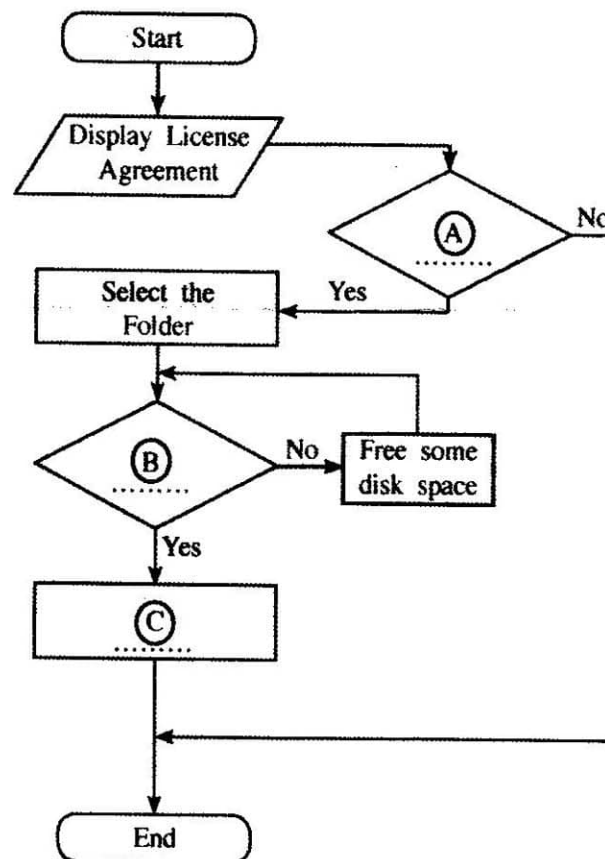 Start
Display License
Agreement
A
No
Yes
Select the
Folder
B
No
Free some
disk space
Yes
C
End